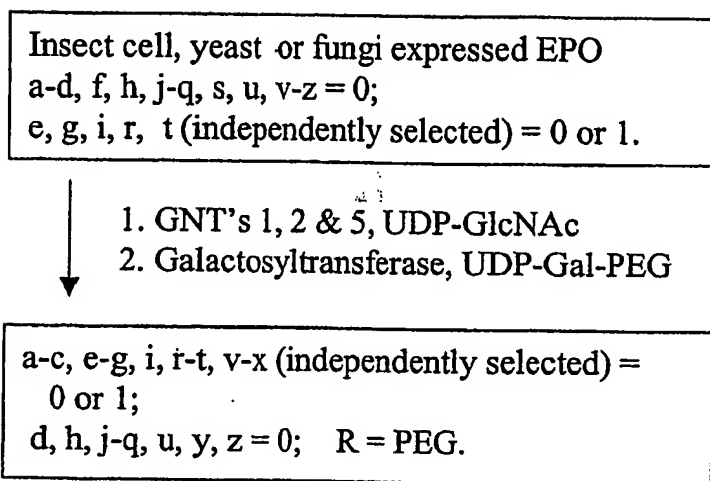 Insect cell, yeast or fungi expressed EPO
a-d, f, h, j-q, s, u, v-z = 0;
e, g, i, r, t (independently selected) = 0 or 1.
1. GNT's 1, 2 & 5, UDP-GlcNAc
2. Galactosyltransferase, UDP-Gal-PEG
a-c, e-g, i, r-t, v-x (independently selected) =
0 or 1;
d, h, j-q, u, y, z = 0; R = PEG.